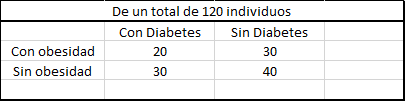 De un total de 120 individuos
Con Diabetes Sin Diabetes
Con obesidad 20 30
Sin obesidad 30 40